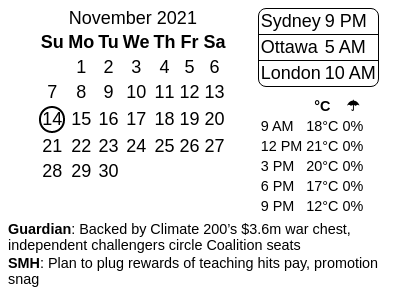 November 2021
Su Mo Tu We Th Fr Sa
1 2 3 4 5 6
7 8 9 10 11 12 13
14 15 16 17 18 19 20
21 22 23 24 25 26 27
28 29 30
Sydney 9 PM
Ottawa 5 AM
London 10 AM
°C ☂
9 AM 18°C 0%
12 PM 21°C 0%
3 PM 20°C 0%
6 PM 17°C 0%
9 PM 12°C 0%
Guardian: Backed by Climate 200’s $3.6m war chest,
independent challengers circle Coalition seats
SMH: Plan to plug rewards of teaching hits pay, promotion
snag